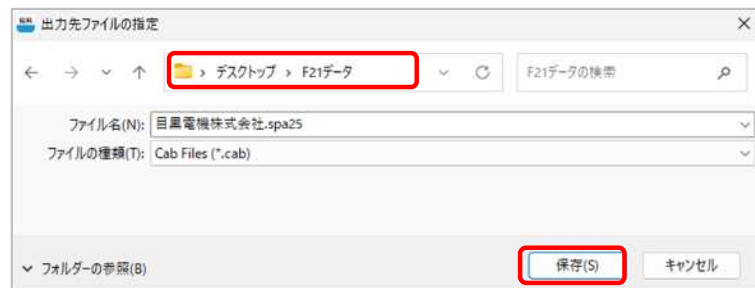 給与 出力先ファイルの指定
デスクトップ › F21データ
F21データの検索
ファイル名(N): 目黒電機株式会社.spa25
ファイルの種類(T): Cab Files (*.cab)
フォルダーの参照(B)
保存(S)
キャンセル